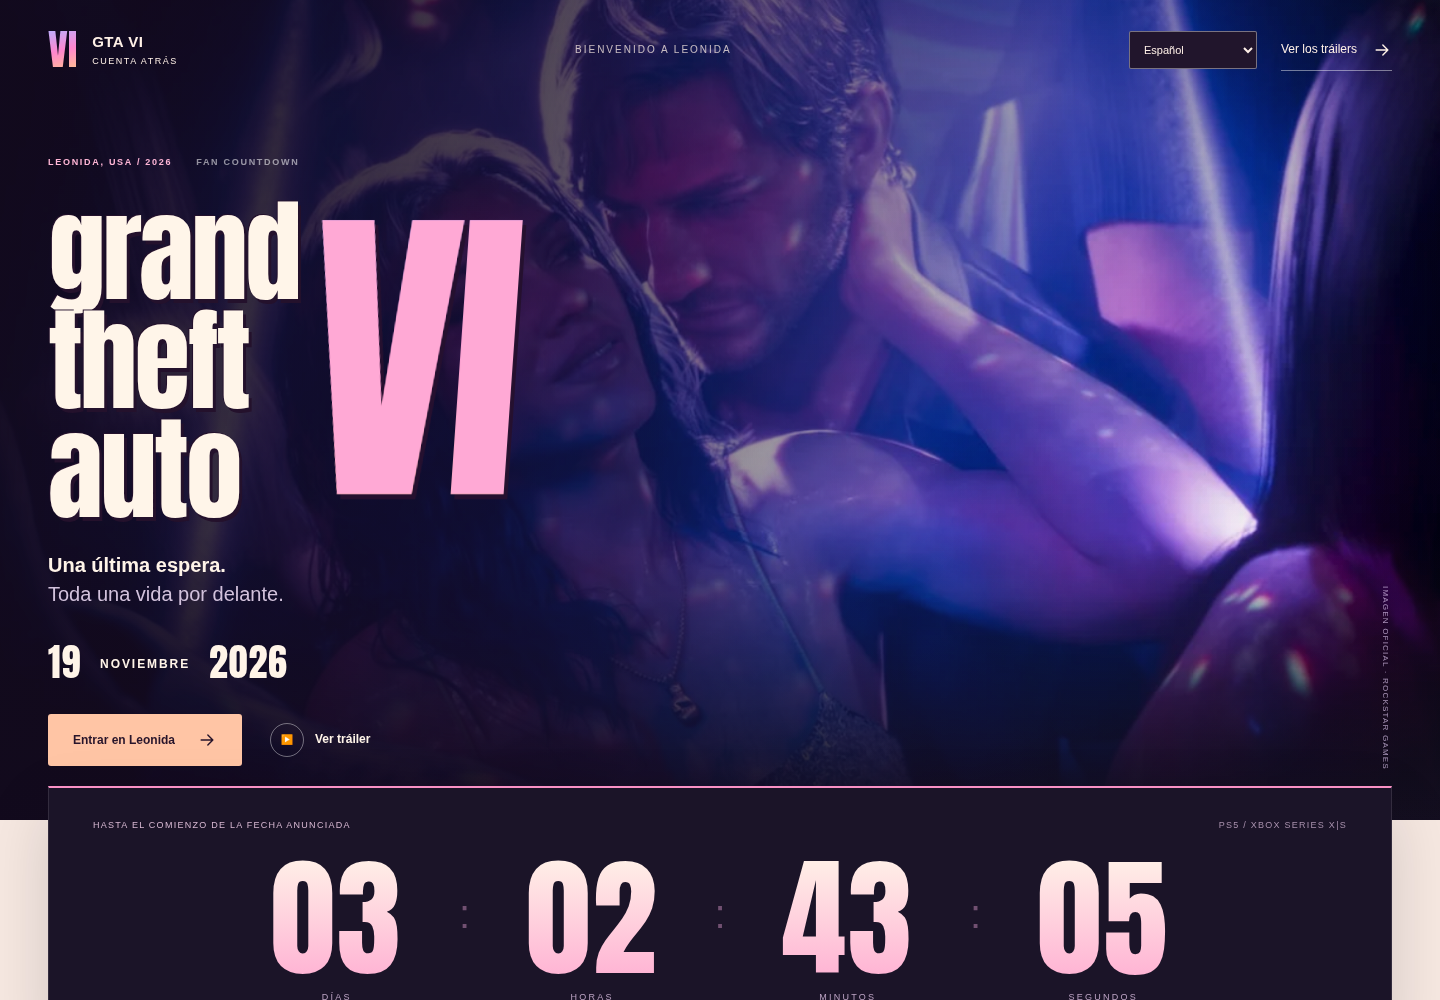 VI
GTA VI
CUENTA ATRÁS
BIENVENIDO A LEONIDA
Español
Ver los tráilers
LEONIDA, USA / 2026
FAN COUNTDOWN
grand
theft
auto
VI
Una última espera.
Toda una vida por delante.
19 NOVIEMBRE 2026
Entrar en Leonida
Ver tráiler
IMAGEN OFICIAL · ROCKSTAR GAMES
HASTA EL COMIENZO DE LA FECHA ANUNCIADA
PS5 / XBOX SERIES X|S
03 : 02 : 43 : 05
DÍAS HORAS MINUTOS SEGUNDOS